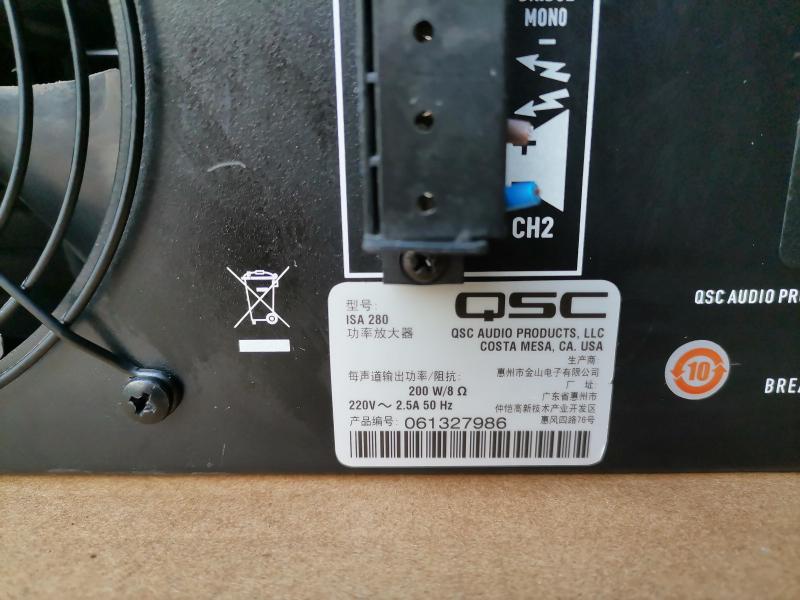 MONO
−
+
CH2
型号:
ISA 280
功率放大器
QSC
QSC AUDIO PRODUCTS, LLC
COSTA MESA, CA. USA
生产商:
惠州市金山电子有限公司
厂 址:
广东省惠州市
仲恺高新技术产业开发区
惠风四路76号
每声道输出功率/阻抗:
200 W/8 Ω
220V～ 2.5A 50 Hz
产品编号: 061327986
QSC AUDIO
10